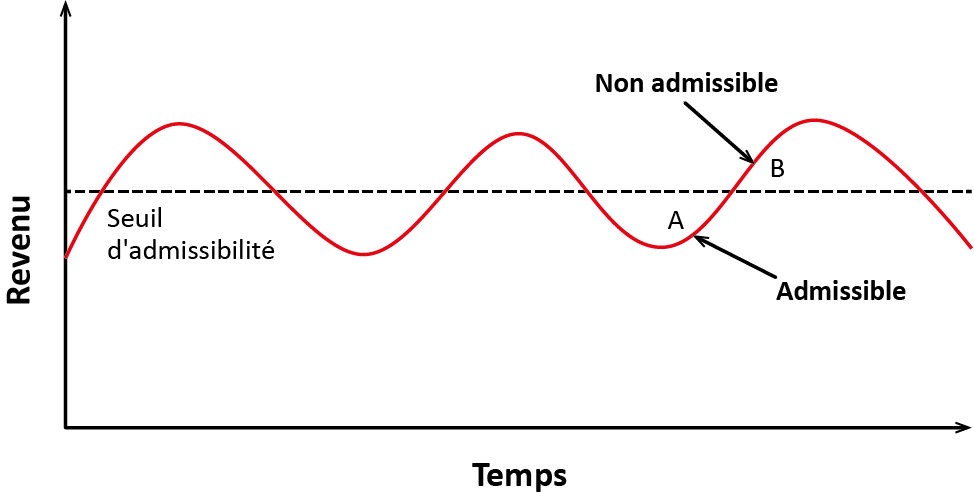 Non admissible
B
Seuil
d'admissibilité
A
Admissible
Revenu
Temps